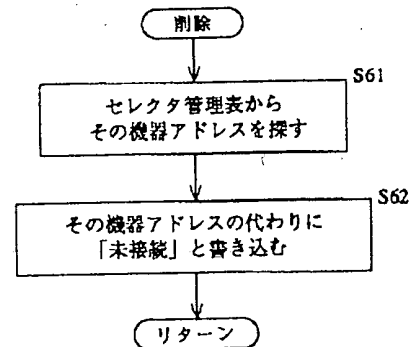 削除
S61
セレクタ管理表から
その機器アドレスを探す
S62
その機器アドレスの代わりに
「未接続」と書き込む
リターン